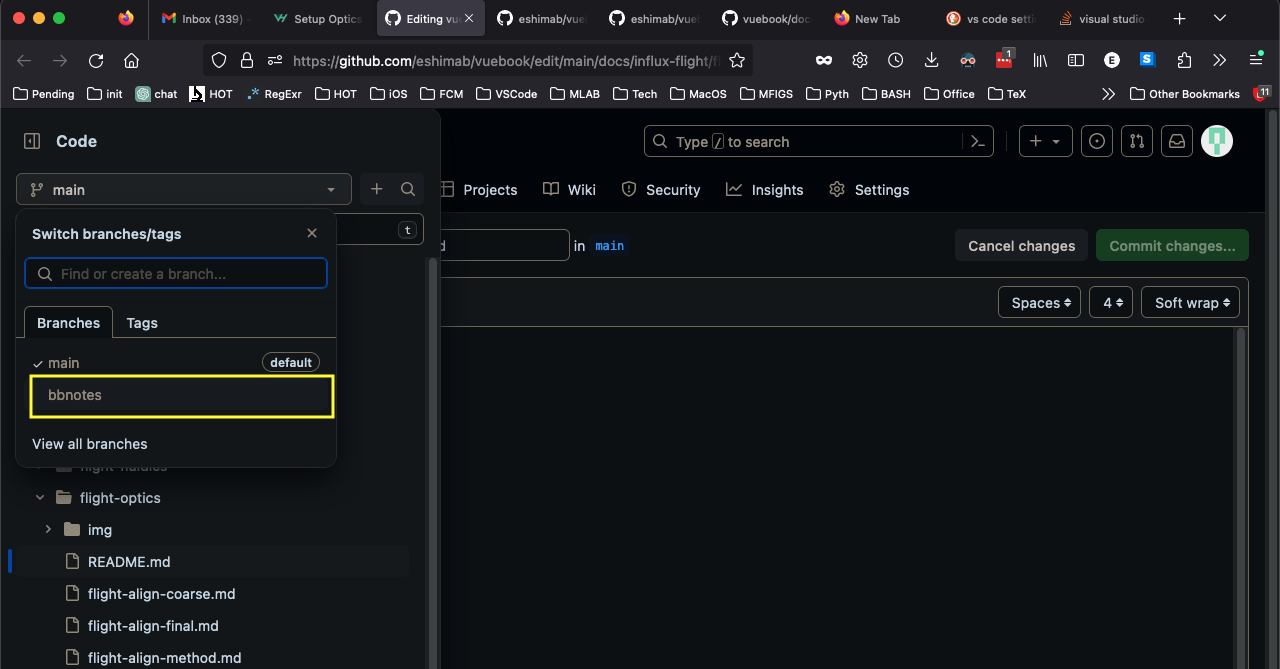 Inbox (339)
Setup Optics
Editing vue
eshimab/vue
eshimab/vue
vuebook/doc
New Tab
vs code setti
visual studio
https://github.com/eshimab/vuebook/edit/main/docs/influx-flight/fl
1
E
S
Pending
init
chat
HOT
RegExr
HOT
iOS
FCM
VSCode
MLAB
Tech
MacOS
MFIGS
Pyth
BASH
Office
TeX
Other Bookmarks
11
Code
Type / to search
main
Projects
Wiki
Security
Insights
Settings
t
Switch branches/tags
in main
Cancel changes
Commit changes...
Find or create a branch...
Spaces
4
Soft wrap
Branches
Tags
main
default
bbnotes
View all branches
flight-optics
img
README.md
flight-align-coarse.md
flight-align-final.md
flight-align-method.md